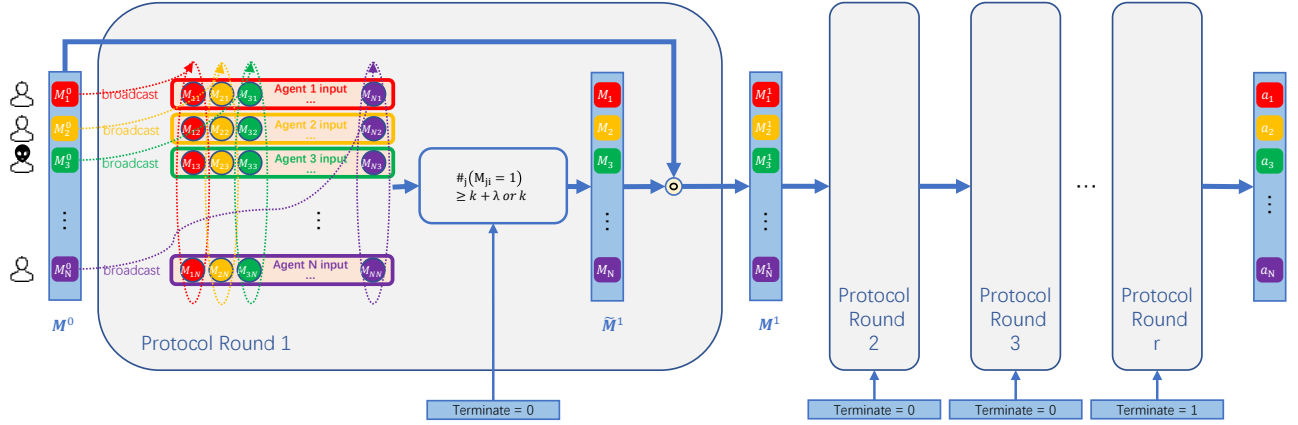 M₁⁰
M₂⁰
M₃⁰
⋮
M_N⁰
M⁰
broadcast
broadcast
broadcast
broadcast
M₁₁ M₂₁ M₃₁ Agent 1 input ... M_N1
M₁₂ M₂₂ M₃₂ Agent 2 input ... M_N2
M₁₃ M₂₃ M₃₃ Agent 3 input M_N3
⋮
M_1N M_2N M_3N Agent N input ... M_NN
Protocol Round 1
#ⱼ(Mⱼᵢ = 1)
≥ k + λ or k
Terminate = 0
M₁
M₂
M₃
⋮
M_N
M̃¹
M₁¹
M₂¹
M₃¹
⋮
M_N¹
M¹
Protocol
Round
2
Terminate = 0
Protocol
Round
3
Terminate = 0
...
Protocol
Round
r
Terminate = 1
a₁
a₂
a₃
⋮
a_N